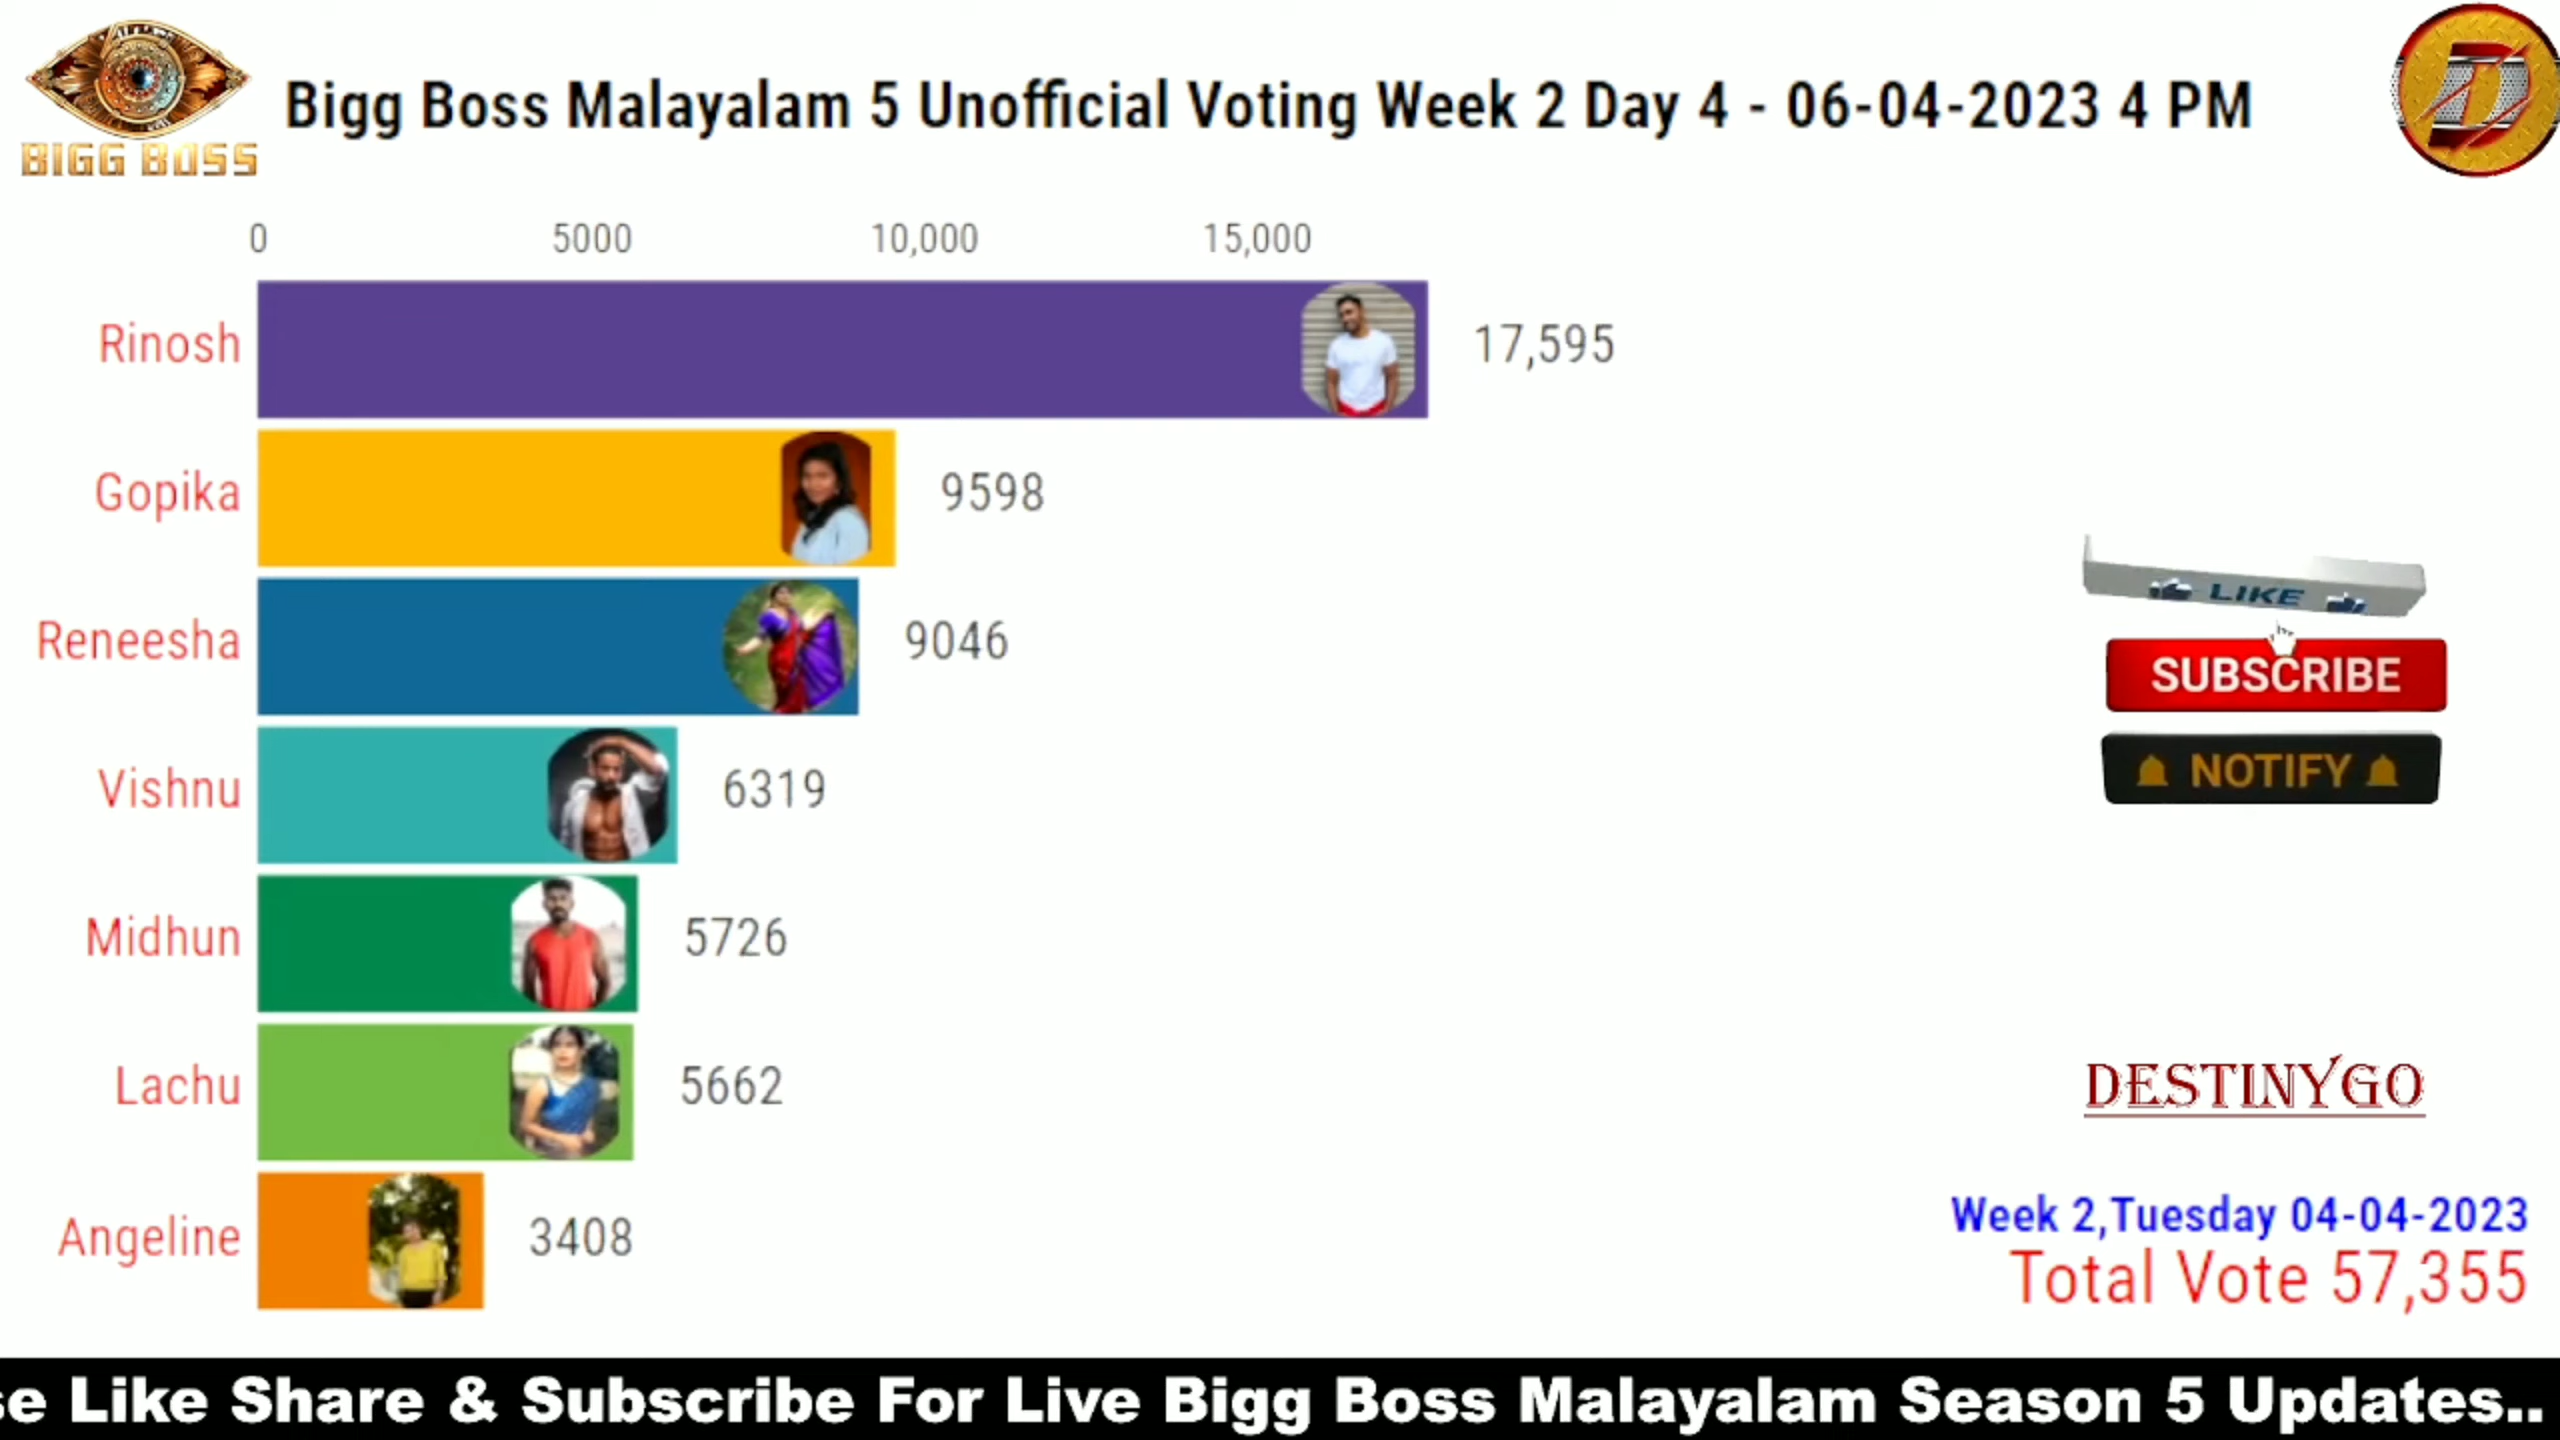 BIGG BOSS
Bigg Boss Malayalam 5 Unofficial Voting Week 2 Day 4 - 06-04-2023 4 PM
D
0 5000 10,000 15,000
Rinosh 17,595
Gopika 9598
Reneesha 9046
Vishnu 6319
Midhun 5726
Lachu 5662
Angeline 3408
LIKE
SUBSCRIBE
NOTIFY
DESTINYGO
Week 2,Tuesday 04-04-2023
Total Vote 57,355
se Like Share & Subscribe For Live Bigg Boss Malayalam Season 5 Updates..